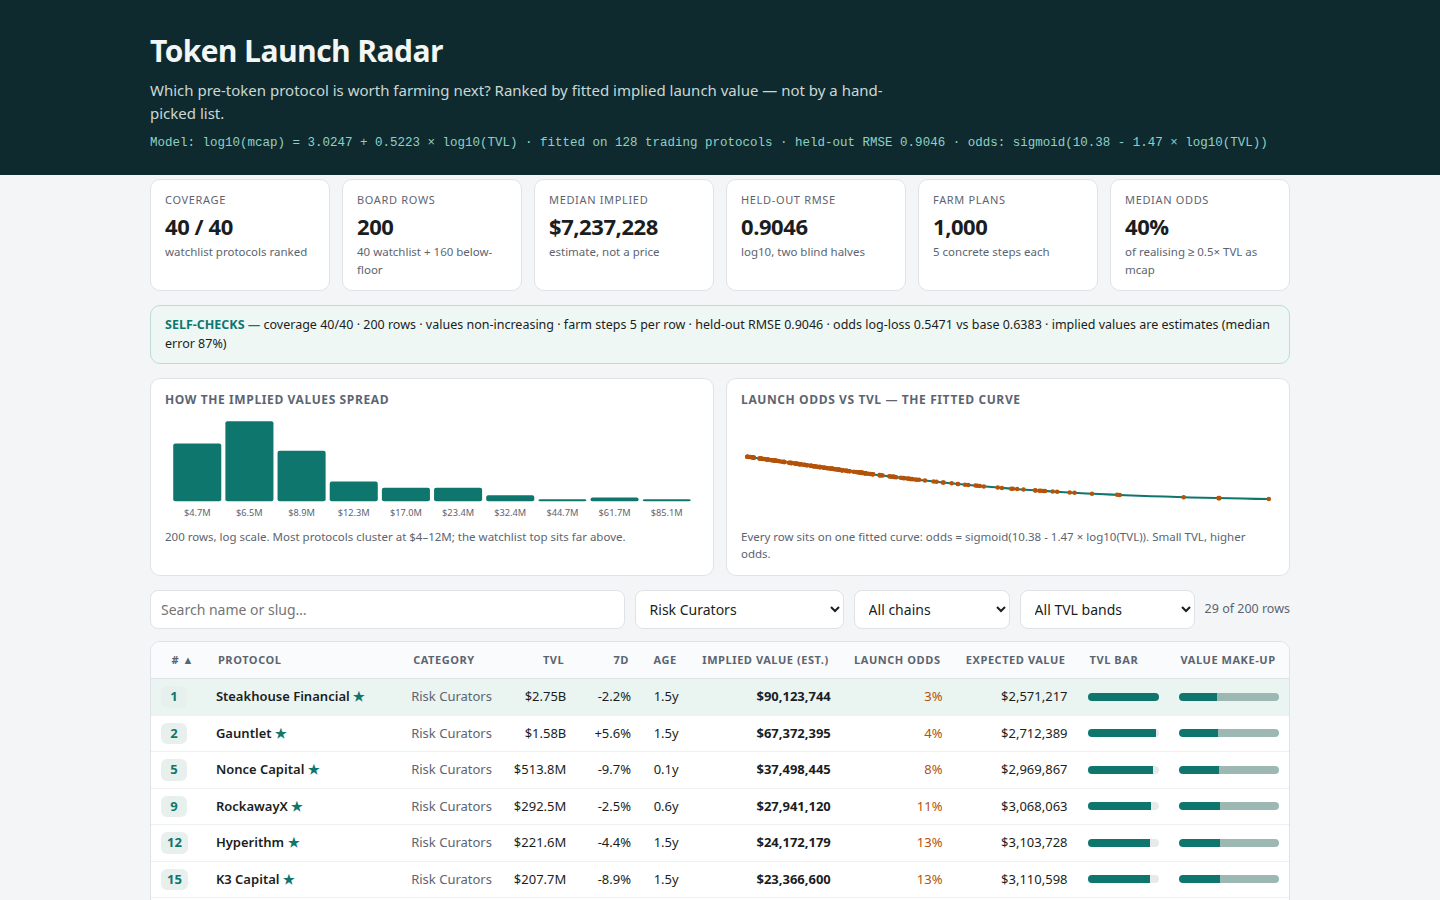 Token Launch Radar
Which pre-token protocol is worth farming next? Ranked by fitted implied launch value — not by a hand-
picked list.
Model: log10(mcap) = 3.0247 + 0.5223 × log10(TVL) · fitted on 128 trading protocols · held-out RMSE 0.9046 · odds: sigmoid(10.38 - 1.47 × log10(TVL))
COVERAGE
40 / 40
watchlist protocols ranked
BOARD ROWS
200
40 watchlist + 160 below-
floor
MEDIAN IMPLIED
$7,237,228
estimate, not a price
HELD-OUT RMSE
0.9046
log10, two blind halves
FARM PLANS
1,000
5 concrete steps each
MEDIAN ODDS
40%
of realising ≥ 0.5× TVL as
mcap
SELF-CHECKS — coverage 40/40 · 200 rows · values non-increasing · farm steps 5 per row · held-out RMSE 0.9046 · odds log-loss 0.5471 vs base 0.6383 · implied values are estimates (median
error 87%)
HOW THE IMPLIED VALUES SPREAD
$4.7M $6.5M $8.9M $12.3M $17.0M $23.4M $32.4M $44.7M $61.7M $85.1M
200 rows, log scale. Most protocols cluster at $4–12M; the watchlist top sits far above.
LAUNCH ODDS VS TVL — THE FITTED CURVE
Every row sits on one fitted curve: odds = sigmoid(10.38 - 1.47 × log10(TVL)). Small TVL, higher
odds.
Search name or slug... Risk Curators All chains All TVL bands 29 of 200 rows
# ▲ PROTOCOL CATEGORY TVL 7D AGE IMPLIED VALUE (EST.) LAUNCH ODDS EXPECTED VALUE TVL BAR VALUE MAKE-UP
1 Steakhouse Financial ★ Risk Curators $2.75B -2.2% 1.5y $90,123,744 3% $2,571,217
2 Gauntlet ★ Risk Curators $1.58B +5.6% 1.5y $67,372,395 4% $2,712,389
5 Nonce Capital ★ Risk Curators $513.8M -9.7% 0.1y $37,498,445 8% $2,969,867
9 RockawayX ★ Risk Curators $292.5M -2.5% 0.6y $27,941,120 11% $3,068,063
12 Hyperithm ★ Risk Curators $221.6M -4.4% 1.5y $24,172,179 13% $3,103,728
15 K3 Capital ★ Risk Curators $207.7M -8.9% 1.5y $23,366,600 13% $3,110,598